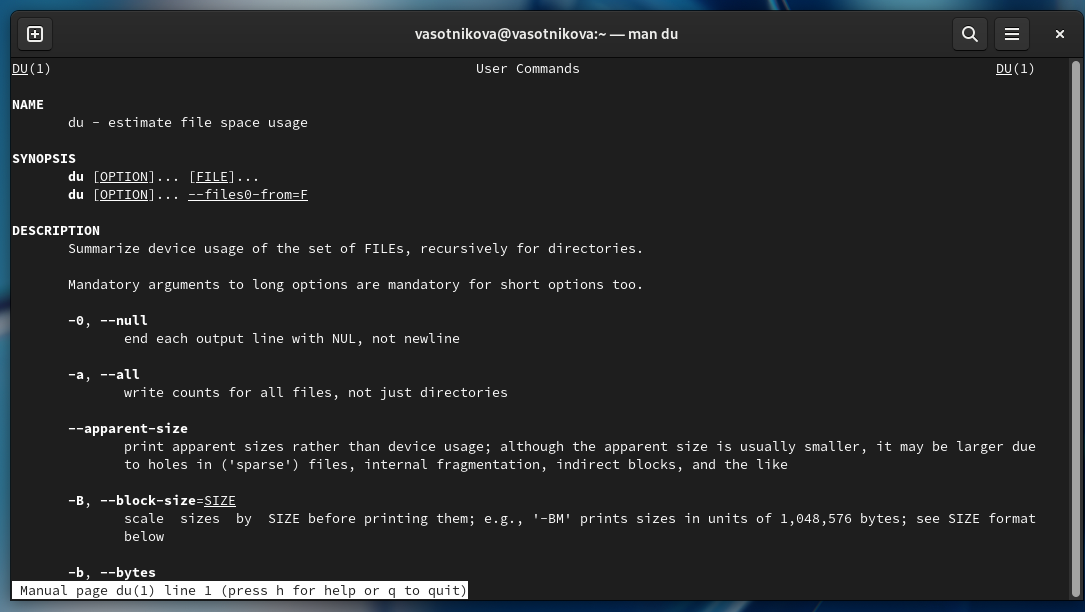 vasotnikova@vasotnikova:~ — man du
DU(1) User Commands DU(1)
NAME
du - estimate file space usage
SYNOPSIS
du [OPTION]... [FILE]...
du [OPTION]... --files0-from=F
DESCRIPTION
Summarize device usage of the set of FILEs, recursively for directories.
Mandatory arguments to long options are mandatory for short options too.
-0, --null
end each output line with NUL, not newline
-a, --all
write counts for all files, not just directories
--apparent-size
print apparent sizes rather than device usage; although the apparent size is usually smaller, it may be larger due
to holes in ('sparse') files, internal fragmentation, indirect blocks, and the like
-B, --block-size=SIZE
scale sizes by SIZE before printing them; e.g., '-BM' prints sizes in units of 1,048,576 bytes; see SIZE format
below
-b, --bytes
Manual page du(1) line 1 (press h for help or q to quit)